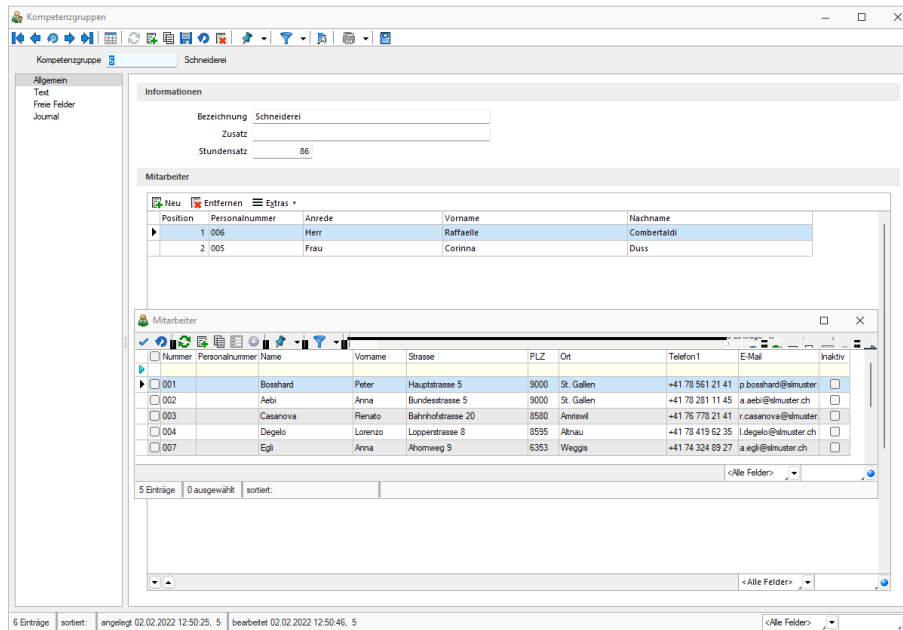 Kompetenzgruppen
Kompetenzgruppe 6 Schneiderei
Allgemein
Text
Freie Felder
Journal
Informationen
Bezeichnung Schneiderei
Zusatz
Stundensatz 86
Mitarbeiter
Neu Entfernen Extras
Position Personalnummer Anrede Vorname Nachname
1 006 Herr Raffaelle Combertaldi
2 005 Frau Corinna Duss
Mitarbeiter
Nummer Personalnummer Name Vorname Strasse PLZ Ort Telefon1 E-Mail Inaktiv
001 Bosshard Peter Hauptstrasse 5 9000 St. Gallen +41 78 561 21 41 p.bosshard@slmuster.
002 Aebi Anna Bundesstrasse 5 9000 St. Gallen +41 78 281 11 45 a.aebi@slmuster.ch
003 Casanova Renato Bahnhofstrasse 20 8580 Amriswil +41 76 778 21 41 r.casanova@slmuster.
004 Degelo Lorenzo Lopperstrasse 8 8595 Altnau +41 78 419 62 35 l.degelo@slmuster.ch
007 Egli Anna Ahornweg 9 6353 Weggis +41 74 324 89 27 a.egli@slmuster.ch
<Alle Felder>
5 Einträge 0 ausgewählt sortiert:
<Alle Felder>
6 Einträge sortiert: angelegt 02.02.2022 12:50:25, 5 bearbeitet 02.02.2022 12:50:46, 5 <Alle Felder>